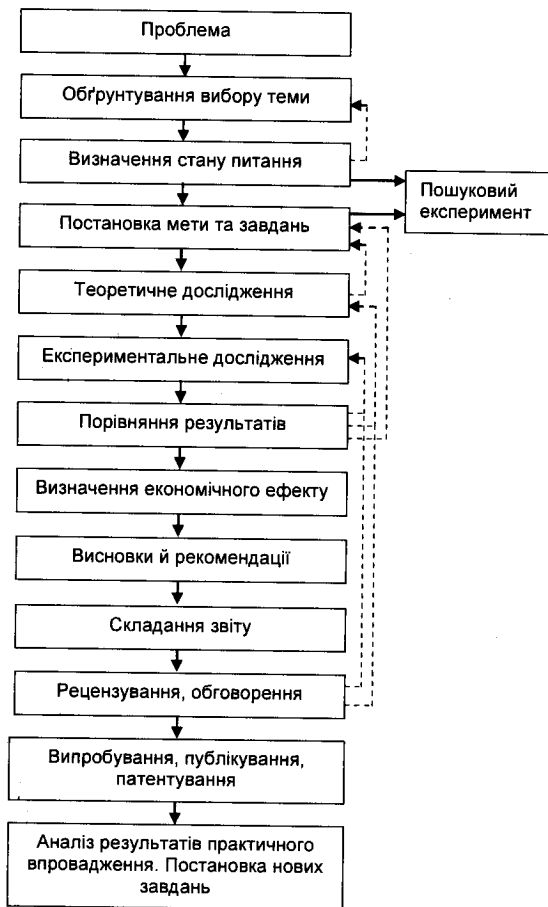 Проблема
Обґрунтування вибору теми
Визначення стану питання
Пошуковий
експеримент
Постановка мети та завдань
Теоретичне дослідження
Експериментальне дослідження
Порівняння результатів
Визначення економічного ефекту
Висновки й рекомендації
Складання звіту
Рецензування, обговорення
Випробування, публікування,
патентування
Аналіз результатів практичного
впровадження. Постановка нових
завдань